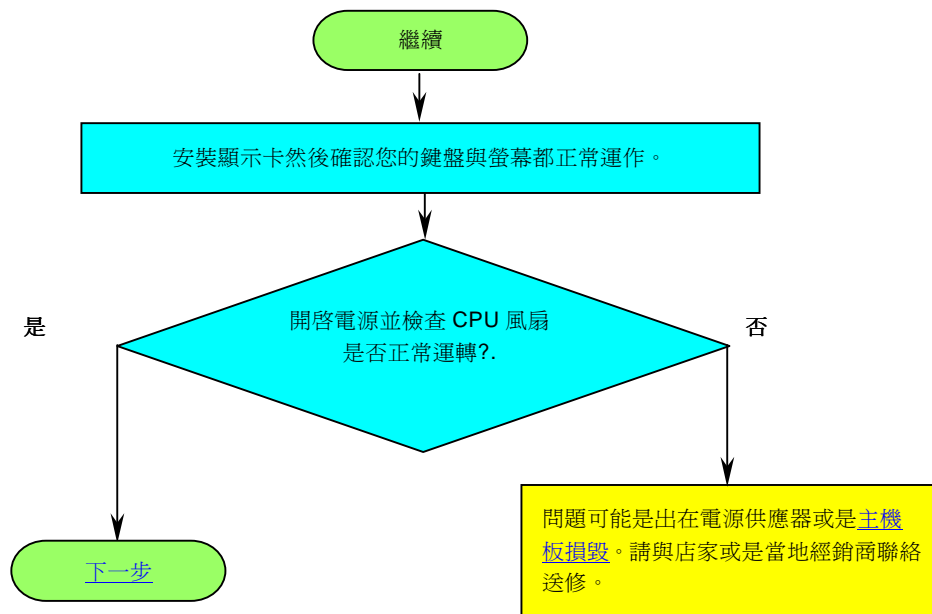 繼續
安裝顯示卡然後確認您的鍵盤與螢幕都正常運作。
開啓電源並檢查 CPU 風扇
是否正常運轉?.
是
否
問題可能是出在電源供應器或是主機
板損毀。請與店家或是當地經銷商聯絡
送修。
下一步